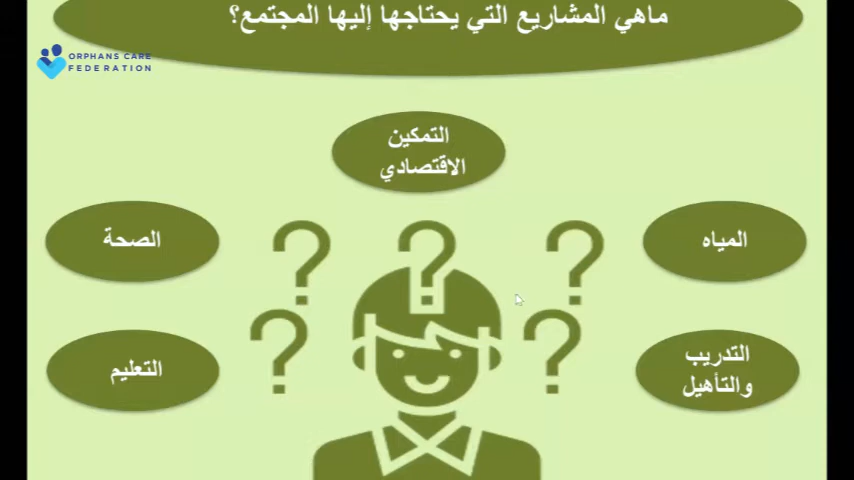 ماهي المشاريع التي يحتاجها إليها المجتمع؟
ORPHANS CARE
FEDERATION
التمكين
الاقتصادي
المياه
الصحة
التدريب
والتأهيل
التعليم